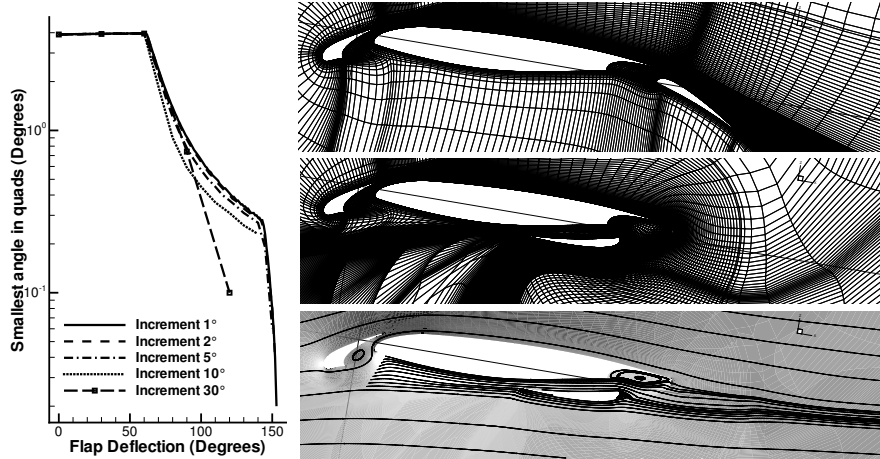 Smallest angle in quads (Degrees)
10⁰
10⁻¹
Increment 1°
Increment 2°
Increment 5°
Increment 10°
Increment 30°
0 50 100 150
Flap Deflection (Degrees)